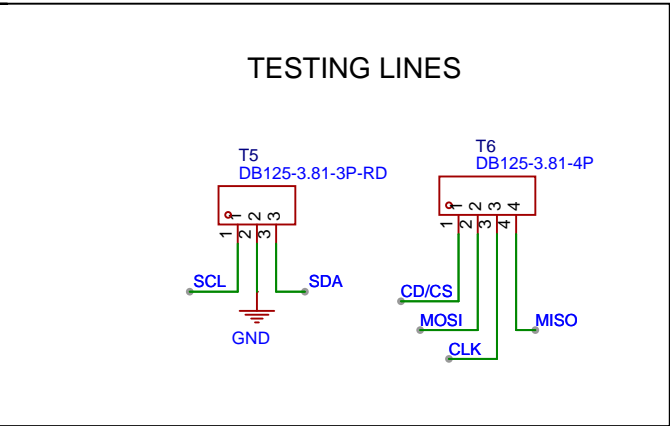 TESTING LINES
T5
DB125-3.81-3P-RD
1 2 3
1 2 3
SCL
SDA
GND
T6
DB125-3.81-4P
1 2 3 4
1 2 3 4
CD/CS
MOSI
MISO
CLK